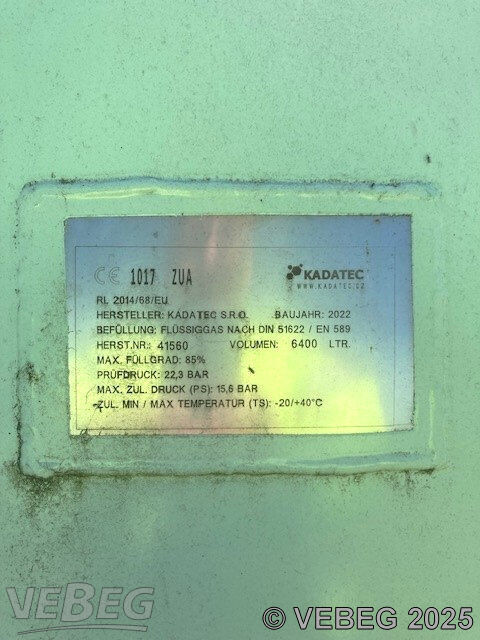 CE 1017 ZUA
KADATEC
WWW.KADATEC.CZ
RL 2014/68/EU
HERSTELLER: KADATEC S.R.O. BAUJAHR: 2022
BEFÜLLUNG: FLÜSSIGGAS NACH DIN 51622 / EN 589
HERST.NR.: 41560 VOLUMEN: 6400 LTR.
MAX. FÜLLGRAD: 85%
PRÜFDRUCK: 22,3 BAR
MAX. ZUL. DRUCK (PS): 15,6 BAR
ZUL. MIN / MAX TEMPERATUR (TS): -20/+40°C
VEBEG
© VEBEG 2025